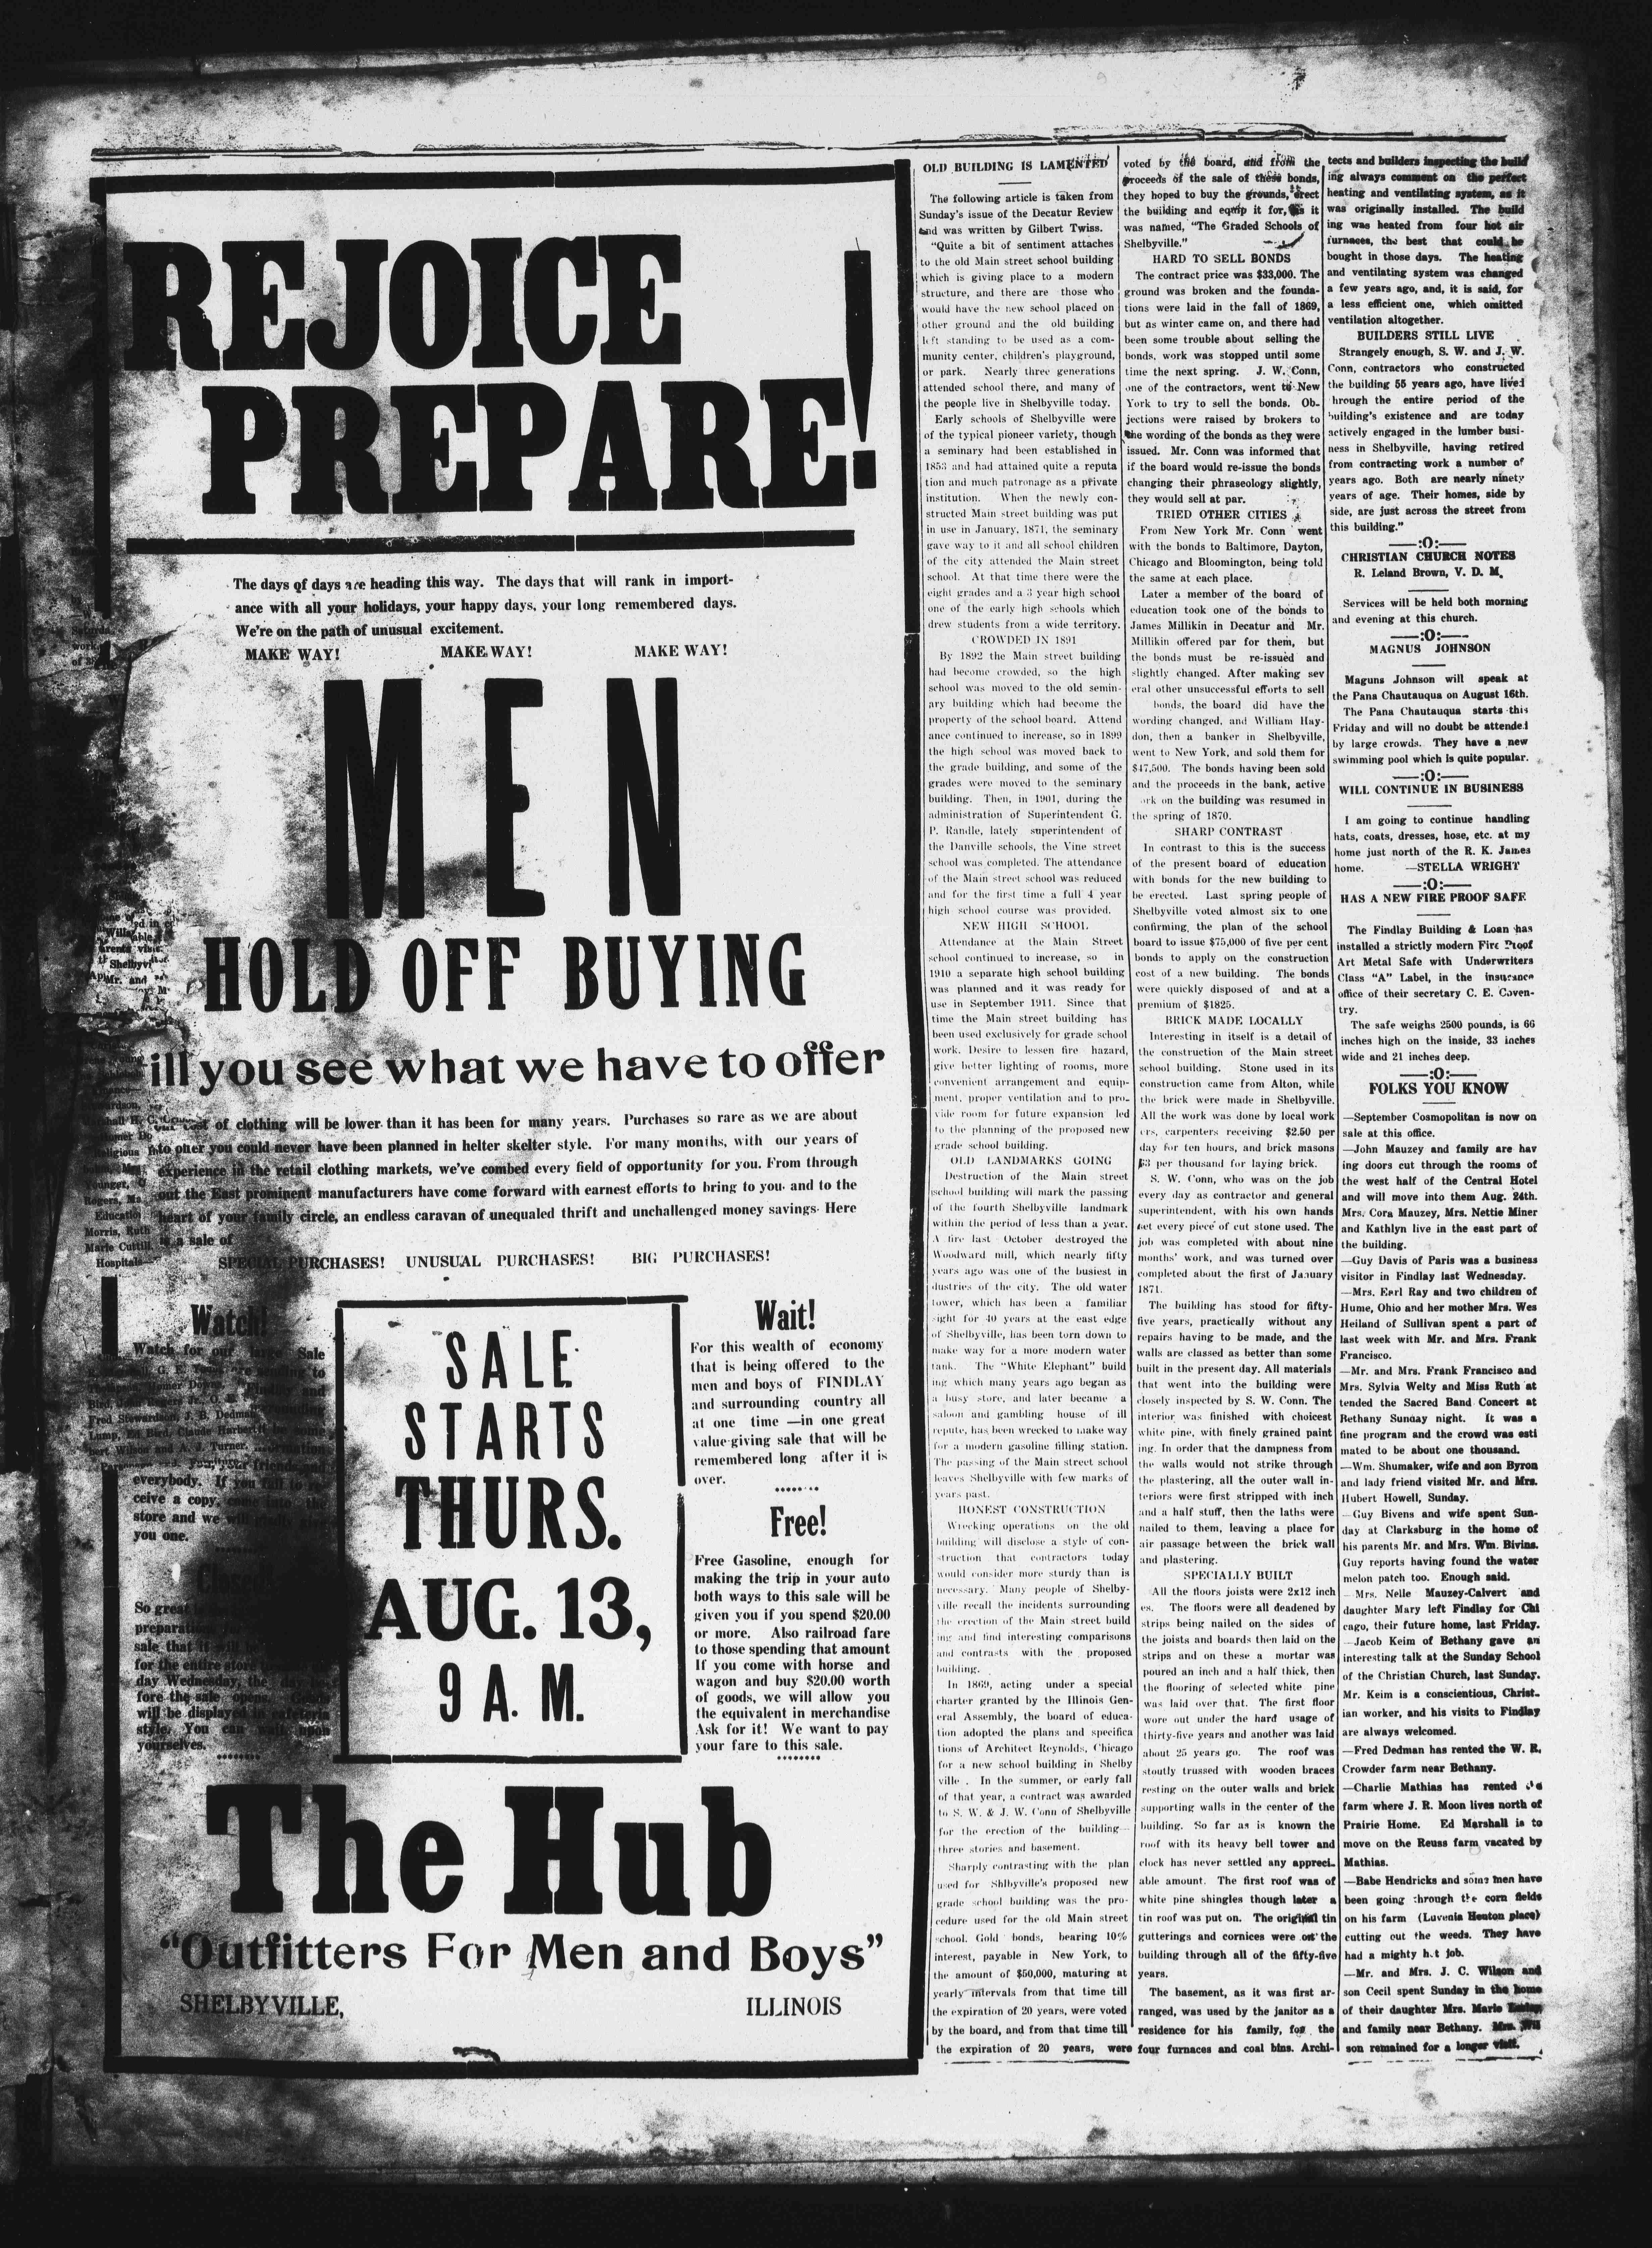 REJOICE
PREPARE!
The days of days are heading this way. The days that will rank in import-
ance with all your holidays, your happy days, your long remembered days.
We're on the path of unusual excitement.
MAKE WAY! MAKE WAY! MAKE WAY!
MEN
HOLD OFF BUYING
till you see what we have to offer
of clothing will be lower than it has been for many years. Purchases so rare as we are about
to offer you could never have been planned in helter skelter style. For many months, with our years of
experience in the retail clothing markets, we've combed every field of opportunity for you. From through
out the East prominent manufacturers have come forward with earnest efforts to bring to you and to the
heart of your family circle, an endless caravan of unequaled thrift and unchallenged money savings. Here
is a sale of
SPECIAL PURCHASES! UNUSUAL PURCHASES! BIG PURCHASES!
Watch!
Watch for our large Sale
everybody. If you fail to re-
ceive a copy, come into the
store and we will gladly give
you one.
Closed!
So great
preparation
sale that it will be
for the entire store
day Wednesday, the day be-
fore the sale opens. Goods
will be displayed in cafeteria
style. You can wait upon
yourselves.
SALE
STARTS
THURS.
AUG. 13,
9 A. M.
Wait!
For this wealth of economy
that is being offered to the
men and boys of FINDLAY
and surrounding country all
at one time —in one great
value-giving sale that will be
remembered long after it is
over.
Free!
Free Gasoline, enough for
making the trip in your auto
both ways to this sale will be
given you if you spend $20.00
or more. Also railroad fare
to those spending that amount
If you come with horse and
wagon and buy $20.00 worth
of goods, we will allow you
the equivalent in merchandise
Ask for it! We want to pay
your fare to this sale.
The Hub
"Outfitters For Men and Boys"
SHELBYVILLE, ILLINOIS
OLD BUILDING IS LAMENTED
The following article is taken from
Sunday's issue of the Decatur Review
and was written by Gilbert Twiss.
"Quite a bit of sentiment attaches
to the old Main street school building
which is giving place to a modern
structure, and there are those who
would have the new school placed on
other ground and the old building
left standing to be used as a com-
munity center, children's playground,
or park. Nearly three generations
attended school there, and many of
the people live in Shelbyville today.
Early schools of Shelbyville were
of the typical pioneer variety, though
a seminary had been established in
1853 and had attained quite a reputa
tion and much patronage as a private
institution. When the newly con-
structed Main street building was put
in use in January, 1871, the seminary
gave way to it and all school children
of the city attended the Main street
school. At that time there were the
eight grades and a 3 year high school
one of the early high schools which
drew students from a wide territory.
CROWDED IN 1891
By 1892 the Main street building
had become crowded, so the high
school was moved to the old semin-
ary building which had become the
property of the school board. Attend
ance continued to increase, so in 1899
the high school was moved back to
the grade building, and some of the
grades were moved to the seminary
building. Then, in 1901, during the
administration of Superintendent G.
P. Randle, lately superintendent of
the Danville schools, the Vine street
school was completed. The attendance
of the Main street school was reduced
and for the first time a full 4 year
high school course was provided.
NEW HIGH SCHOOL
Attendance at the Main Street
school continued to increase, so in
1910 a separate high school building
was planned and it was ready for
use in September 1911. Since that
time the Main street building has
been used exclusively for grade school
work. Desire to lessen fire hazard,
give better lighting of rooms, more
convenient arrangement and equip-
ment, proper ventilation and to pro-
vide room for future expansion led
to the planning of the proposed new
grade school building.
OLD LANDMARKS GOING
Destruction of the Main street
school building will mark the passing
of the fourth Shelbyville landmark
within the period of less than a year.
A fire last October destroyed the
Woodward mill, which nearly fifty
years ago was one of the busiest in
dustries of the city. The old water
tower, which has been a familiar
sight for 40 years at the east edge
of Shelbyville, has been torn down to
make way for a more modern water
tank. The "White Elephant" build
ing which many years ago began as
a busy store, and later became a
saloon and gambling house of ill
repute, has been wrecked to make way
for a modern gasoline filling station.
The passing of the Main street school
leaves Shelbyville with few marks of
years past.
HONEST CONSTRUCTION
Wrecking operations on the old
building will disclose a style of con-
struction that contractors today
would consider more sturdy than is
necessary. Many people of Shelby-
ville recall the incidents surrounding
the erection of the Main street build
ing and find interesting comparisons
and contrasts with the proposed
building.
In 1869, acting under a special
charter granted by the Illinois Gen-
eral Assembly, the board of educa-
tion adopted the plans and specifica
tions of Architect Reynolds, Chicago
for a new school building in Shelby
ville . In the summer, or early fall
of that year, a contract was awarded
to S. W. & J. W. Conn of Shelbyville
for the erection of the building—
three stories and basement.
Sharply contrasting with the plan
used for Shlbyville's proposed new
grade school building was the pro-
cedure used for the old Main street
school. Gold bonds, bearing 10%
interest, payable in New York, to
the amount of $50,000, maturing at
yearly intervals from that time till
the expiration of 20 years, were voted
by the board, and from that time till
the expiration of 20 years, were
voted by the board, and from the
proceeds of the sale of these bonds,
they hoped to buy the grounds, erect
the building and equip it for, as it
was named, "The Graded Schools of
Shelbyville."
HARD TO SELL BONDS
The contract price was $33,000. The
ground was broken and the founda-
tions were laid in the fall of 1869,
but as winter came on, and there had
been some trouble about selling the
bonds, work was stopped until some
time the next spring. J. W. Conn,
one of the contractors, went to New
York to try to sell the bonds. Ob-
jections were raised by brokers to
the wording of the bonds as they were
issued. Mr. Conn was informed that
if the board would re-issue the bonds
changing their phraseology slightly,
they would sell at par.
TRIED OTHER CITIES
From New York Mr. Conn went
with the bonds to Baltimore, Dayton,
Chicago and Bloomington, being told
the same at each place.
Later a member of the board of
education took one of the bonds to
James Millikin in Decatur and Mr.
Millikin offered par for them, but
the bonds must be re-issued and
slightly changed. After making sev
eral other unsuccessful efforts to sell
bonds, the board did have the
wording changed, and William Hay-
don, then a banker in Shelbyville,
went to New York, and sold them for
$47,500. The bonds having been sold
and the proceeds in the bank, active
ork on the building was resumed in
the spring of 1870.
SHARP CONTRAST
In contrast to this is the success
of the present board of education
with bonds for the new building to
be erected. Last spring people of
Shelbyville voted almost six to one
confirming, the plan of the school
board to issue $75,000 of five per cent
bonds to apply on the construction
cost of a new building. The bonds
were quickly disposed of and at a
premium of $1825.
BRICK MADE LOCALLY
Interesting in itself is a detail of
the construction of the Main street
school building. Stone used in its
construction came from Alton, while
the brick were made in Shelbyville.
All the work was done by local work
ers, carpenters receiving $2.50 per
day for ten hours, and brick masons
$3 per thousand for laying brick.
S. W. Conn, who was on the job
every day as contractor and general
superintendent, with his own hands
set every piece of cut stone used. The
job was completed with about nine
months' work, and was turned over
completed about the first of January
1871.
The building has stood for fifty-
five years, practically without any
repairs having to be made, and the
walls are classed as better than some
built in the present day. All materials
that went into the building were
closely inspected by S. W. Conn. The
interior was finished with choicest
white pine, with finely grained paint
ing. In order that the dampness from
the walls would not strike through
the plastering, all the outer wall in-
teriors were first stripped with inch
and a half stuff, then the laths were
nailed to them, leaving a place for
air passage between the brick wall
and plastering.
SPECIALLY BUILT
All the floors joists were 2x12 inch
es. The floors were all deadened by
strips being nailed on the sides of
the joists and boards then laid on the
strips and on these a mortar was
poured an inch and a half thick, then
the flooring of selected white pine
was laid over that. The first floor
wore out under the hard usage of
thirty-five years and another was laid
about 25 years go. The roof was
stoutly trussed with wooden braces
resting on the outer walls and brick
supporting walls in the center of the
building. So far as is known the
roof with its heavy bell tower and
clock has never settled any appreci-
able amount. The first roof was of
white pine shingles though later a
tin roof was put on. The original tin
gutterings and cornices were on the
building through all of the fifty-five
years.
The basement, as it was first ar-
ranged, was used by the janitor as a
residence for his family, for the
four furnaces and coal bins. Archi-
tects and builders inspecting the build
ing always comment on the perfect
heating and ventilating system, as it
was originally installed. The build
ing was heated from four hot air
furnaces, the best that could be
bought in those days. The heating
and ventilating system was changed
a few years ago, and, it is said, for
a less efficient one, which omitted
ventilation altogether.
BUILDERS STILL LIVE
Strangely enough, S. W. and J. W.
Conn, contractors who constructed
the building 55 years ago, have lived
hrough the entire period of the
building's existence and are today
actively engaged in the lumber busi-
ness in Shelbyville, having retired
from contracting work a number of
years ago. Both are nearly ninety
years of age. Their homes, side by
side, are just across the street from
this building."
—:O:—
CHRISTIAN CHURCH NOTES
R. Leland Brown, V. D. M.
Services will be held both morning
and evening at this church.
—:O:—
MAGNUS JOHNSON
Maguns Johnson will speak at
the Pana Chautauqua on August 16th.
The Pana Chautauqua starts this
Friday and will no doubt be attended
by large crowds. They have a new
swimming pool which is quite popular.
—:O:—
WILL CONTINUE IN BUSINESS
I am going to continue handling
hats, coats, dresses, hose, etc. at my
home just north of the R. K. James
home. —STELLA WRIGHT
—:O:—
HAS A NEW FIRE PROOF SAFE
The Findlay Building & Loan has
installed a strictly modern Fire Proof
Art Metal Safe with Underwriters
Class "A" Label, in the insurance
office of their secretary C. E. Coven-
try.
The safe weighs 2500 pounds, is 66
inches high on the inside, 33 inches
wide and 21 inches deep.
—:O:—
FOLKS YOU KNOW
—September Cosmopolitan is now on
sale at this office.
—John Mauzey and family are hav
ing doors cut through the rooms of
the west half of the Central Hotel
and will move into them Aug. 24th.
Mrs. Cora Mauzey, Mrs. Nettie Miner
and Kathlyn live in the east part of
the building.
—Guy Davis of Paris was a business
visitor in Findlay last Wednesday.
—Mrs. Earl Ray and two children of
Hume, Ohio and her mother Mrs. Wes
Heiland of Sullivan spent a part of
last week with Mr. and Mrs. Frank
Francisco.
—Mr. and Mrs. Frank Francisco and
Mrs. Sylvia Welty and Miss Ruth at
tended the Sacred Band Concert at
Bethany Sunday night. It was a
fine program and the crowd was esti
mated to be about one thousand.
—Wm. Shumaker, wife and son Byron
and lady friend visited Mr. and Mrs.
Hubert Howell, Sunday.
—Guy Bivens and wife spent Sun-
day at Clarksburg in the home of
his parents Mr. and Mrs. Wm. Bivins.
Guy reports having found the water
melon patch too. Enough said.
—Mrs. Nelle Mauzey-Calvert and
daughter Mary left Findlay for Chi
cago, their future home, last Friday.
—Jacob Keim of Bethany gave an
interesting talk at the Sunday School
of the Christian Church, last Sunday.
Mr. Keim is a conscientious, Christ-
ian worker, and his visits to Findlay
are always welcomed.
—Fred Dedman has rented the W. R.
Crowder farm near Bethany.
—Charlie Mathias has rented the
farm where J. R. Moon lives north of
Prairie Home. Ed Marshall is to
move on the Reuss farm vacated by
Mathias.
—Babe Hendricks and some men have
been going through the corn fields
on his farm (Luvenia Henton place)
cutting out the weeds. They have
had a mighty hot job.
—Mr. and Mrs. J. C. Wilson and
son Cecil spent Sunday in the home
of their daughter Mrs. Marie
and family near Bethany. Mrs. Wil
son remained for a longer visit.